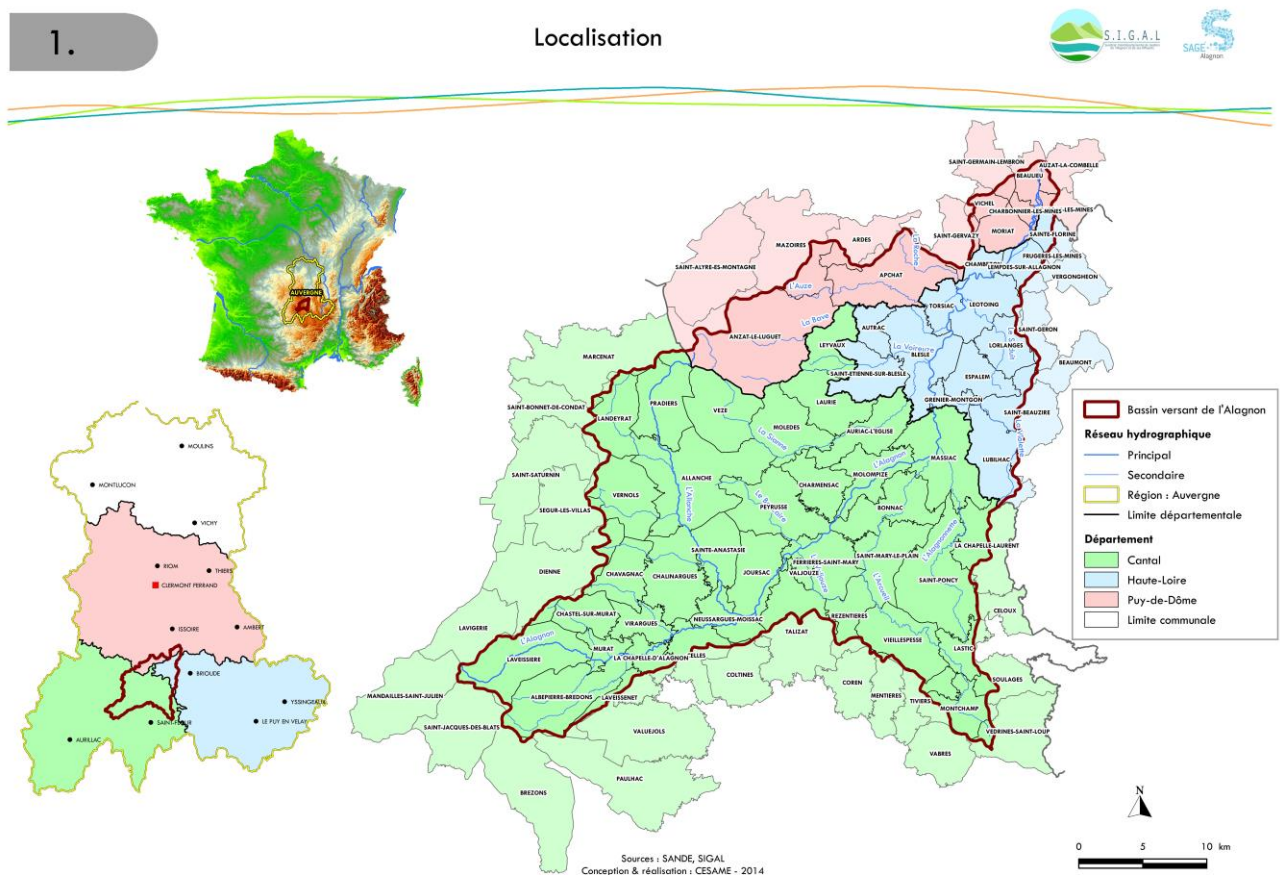 1.
Localisation
S.I.G.A.L
SAGE
Alagnon
AUVERGNE
MOULINS
MONTLUCON
VICHY
RIOM
THIERS
CLERMONT FERRAND
ISSOIRE
AMBERT
BRIOUDE
YSSINGEAUX
LE PUY EN VELAY
SAINT-FLOUR
AURILLAC
SAINT-GERMAIN-LEMBRON
AUZAT-LA-COMBELLE
BEAULIEU
VICHEL
CHARBONNIER-LES-MINES
-LES-MINES
SAINT-GERVAZY
MORIAT
SAINTE-FLORINE
ARDES
MAZOIRES
La Roche
FRUGERES-LES-MINES
SAINT-ALYRE-ES-MONTAGNE
APCHAT
LEMPDES-SUR-ALLAGNON
VERGONGHEON
L'Auze
TORSIAC
LEOTOING
La Bave
AUTRAC
SAINT-GERON
ANZAT-LE-LUGUET
LEYVAUX
La Voireuze
BLESLE
LORLANGES
MARCENAT
BEAUMONT
SAINT-ETIENNE-SUR-BLESLE
ESPALEM
SAINT-BONNET-DE-CONDAT
PRADIERS
LAURIE
GRENIER-MONTGON
LANDEYRAT
VEZE
SAINT-BEAUZIRE
MOLEDES
AURIAC-L'EGLISE
La Sianne
LUBILHAC
L'Alagnon
MASSIAC
SAINT-SATURNIN
ALLANCHE
MOLOMPIZE
CHARMENSAC
L'Allanche
VERNOLS
SEGUR-LES-VILLAS
PEYRUSSE
BONNAC
L'Alagnonnette
LA CHAPELLE-LAURENT
SAINTE-ANASTASIE
SAINT-MARY-LE-PLAIN
FERRIERES-SAINT-MARY
DIENNE
CHAVAGNAC
CHALINARGUES
JOURSAC
VALJOUZE
SAINT-PONCY
L'Arcueil
CELOUX
CHASTEL-SUR-MURAT
REZENTIERES
LAVIGERIE
VIRARGUES
NEUSSARGUES-MOISSAC
TALIZAT
L'Alagnon
MURAT
VIEILLESPESSE
LASTIC
LAVEISSIERE
LA CHAPELLE-D'ALAGNON
CELLES
COLTINES
SOULAGES
COREN
MANDAILLES-SAINT-JULIEN
ALBEPIERRE-BREDONS
LAVEISSENET
MENTIERES
TIVIERS
MONTCHAMP
SAINT-JACQUES-DES-BLATS
VALUEJOLS
VEDRINES-SAINT-LOUP
VABRES
PAULHAC
BREZONS
Bassin versant de l'Alagnon
Réseau hydrographique
Principal
Secondaire
Région : Auvergne
Limite départementale
Département
Cantal
Haute-Loire
Puy-de-Dôme
Limite communale
N
0 5 10 km
Sources : SANDE, SIGAL
Conception & réalisation : CESAME - 2014